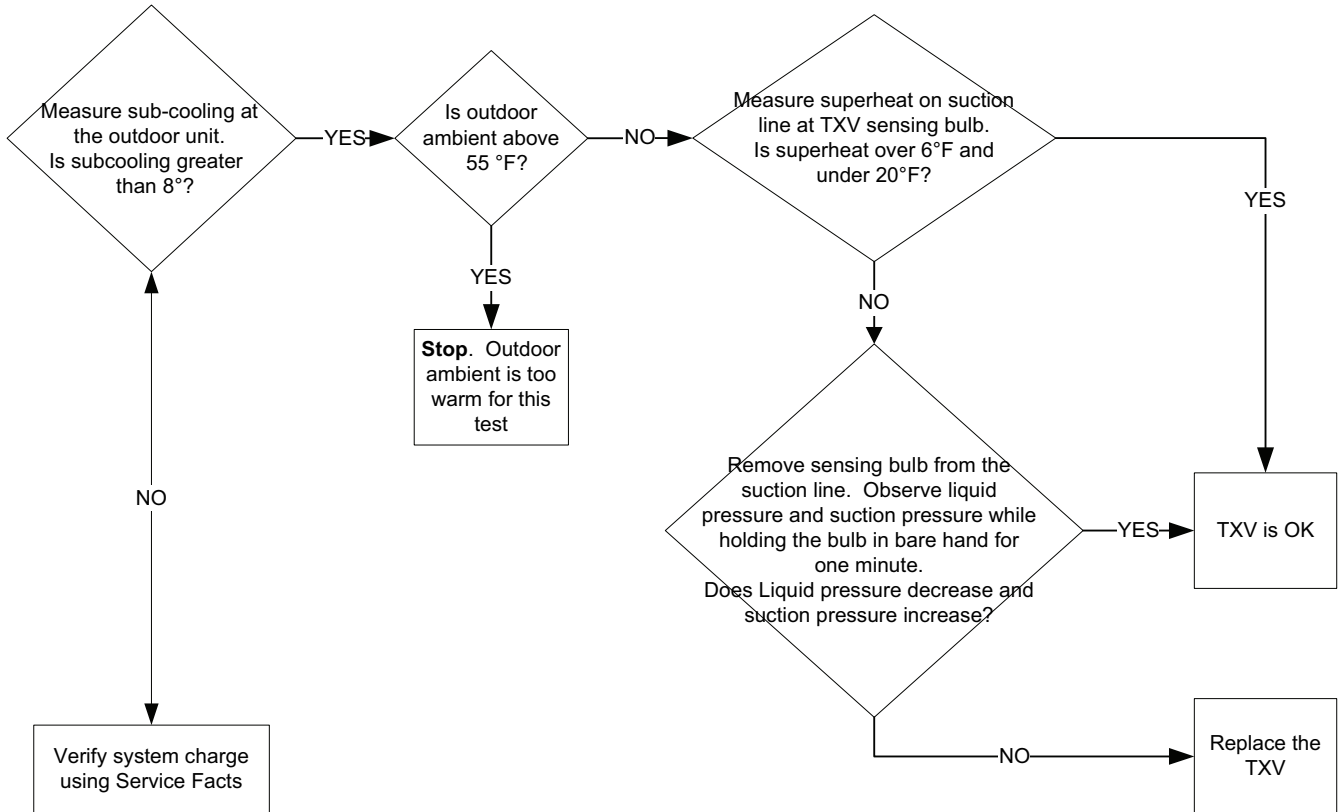 Measure sub-cooling at
the outdoor unit.
Is subcooling greater
than 8°?
YES
Is outdoor
ambient above
55 °F?
NO
Measure superheat on suction
line at TXV sensing bulb.
Is superheat over 6°F and
under 20°F?
YES
YES
Stop. Outdoor
ambient is too
warm for this
test
NO
Remove sensing bulb from the
suction line. Observe liquid
pressure and suction pressure while
holding the bulb in bare hand for
one minute.
Does Liquid pressure decrease and
suction pressure increase?
YES
TXV is OK
NO
Verify system charge
using Service Facts
NO
Replace the
TXV